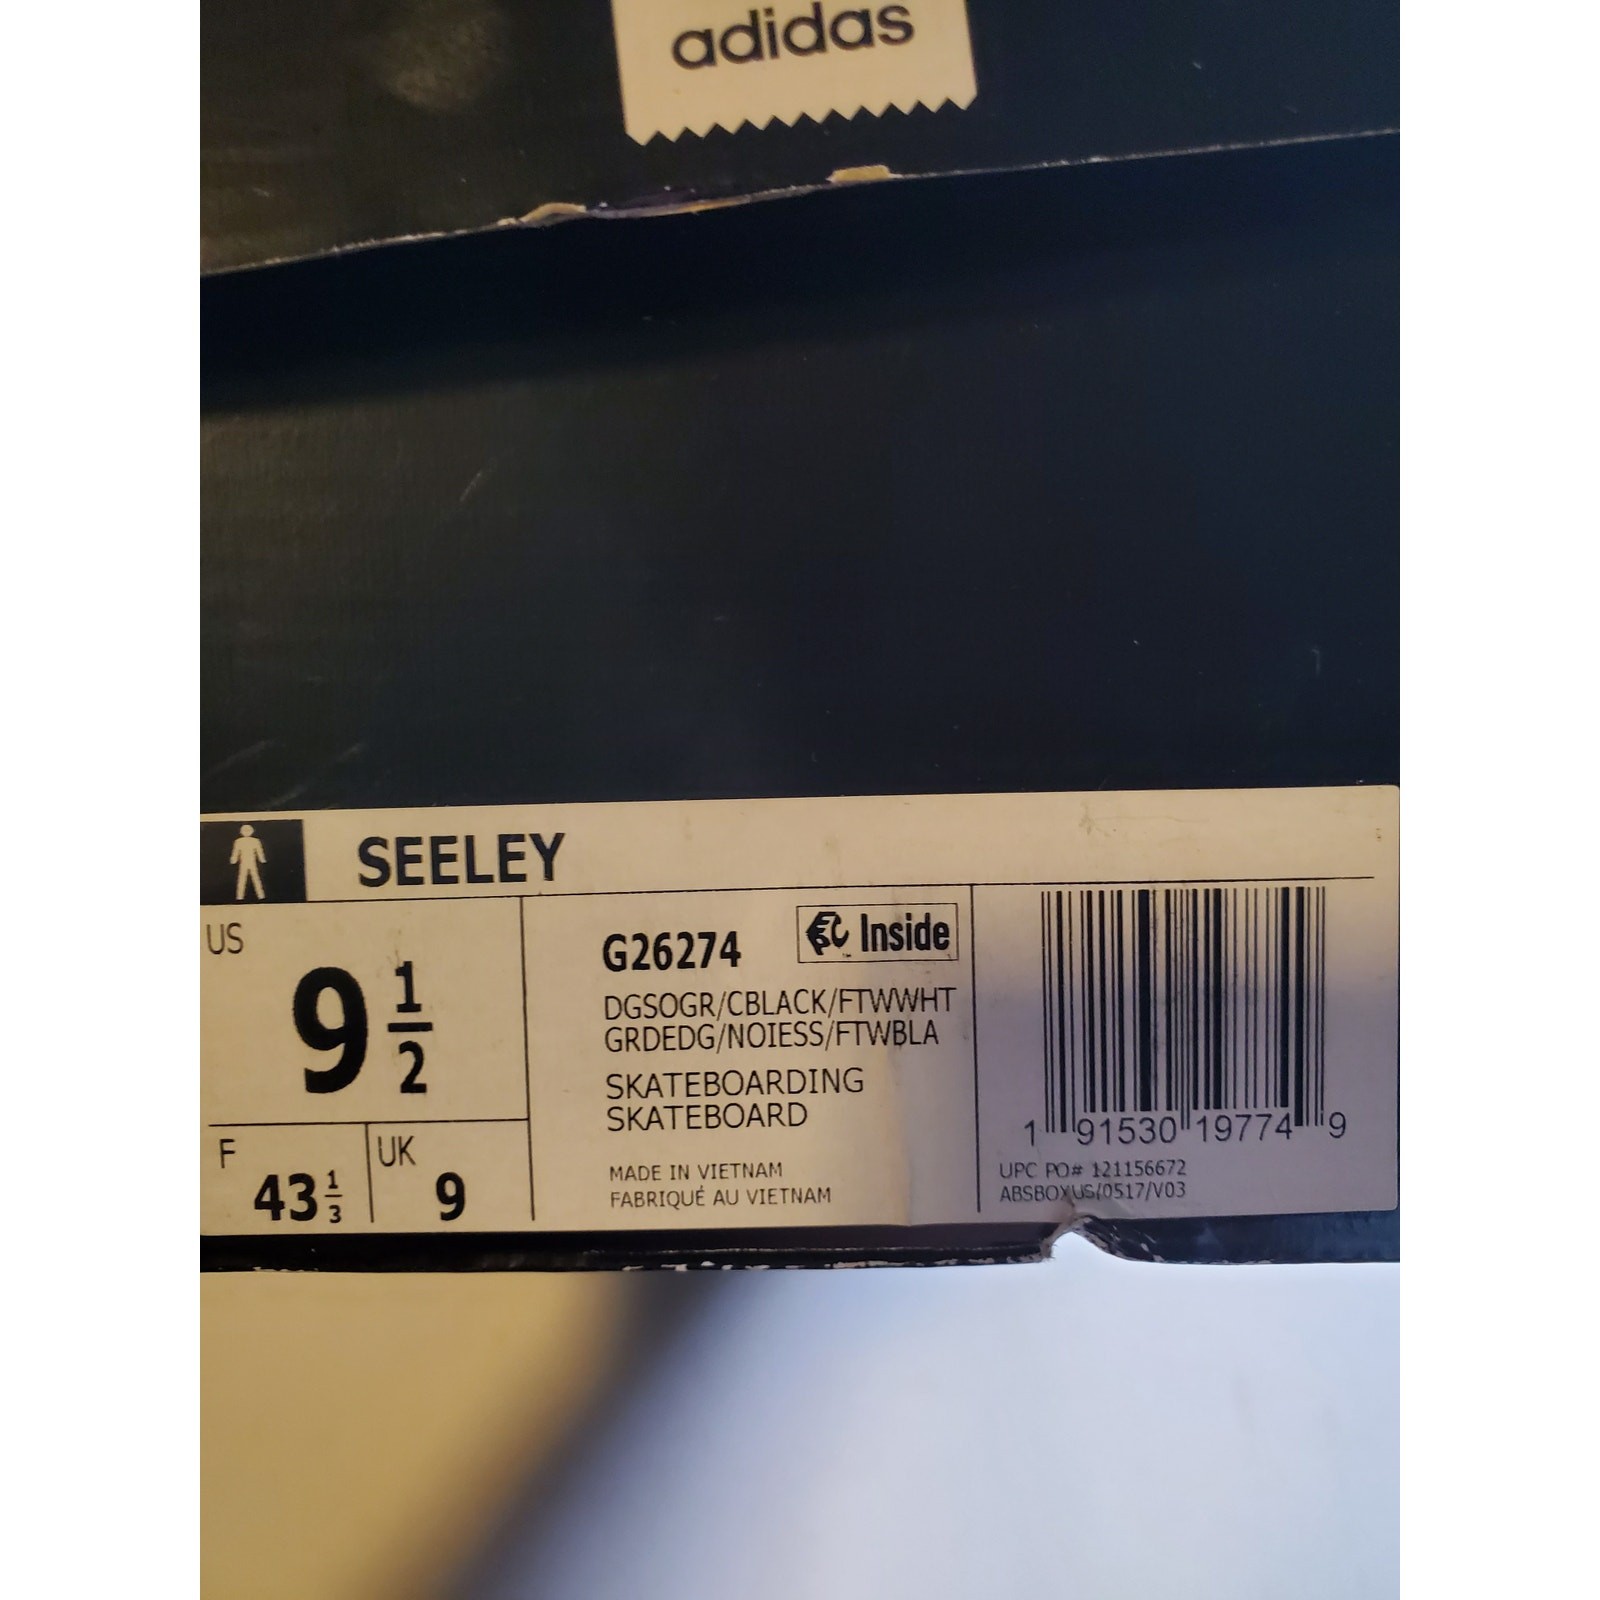 adidas
SEELEY
US
9 1/2
F
43 1/3
UK
9
G26274
Inside
DGSOGR/CBLACK/FTWWHT
GRDEDG/NOIESS/FTWBLA
SKATEBOARDING
SKATEBOARD
MADE IN VIETNAM
FABRIQUÉ AU VIETNAM
1 91530 19774 9
UPC PO# 121156672
ABSBOXUS/0517/V03